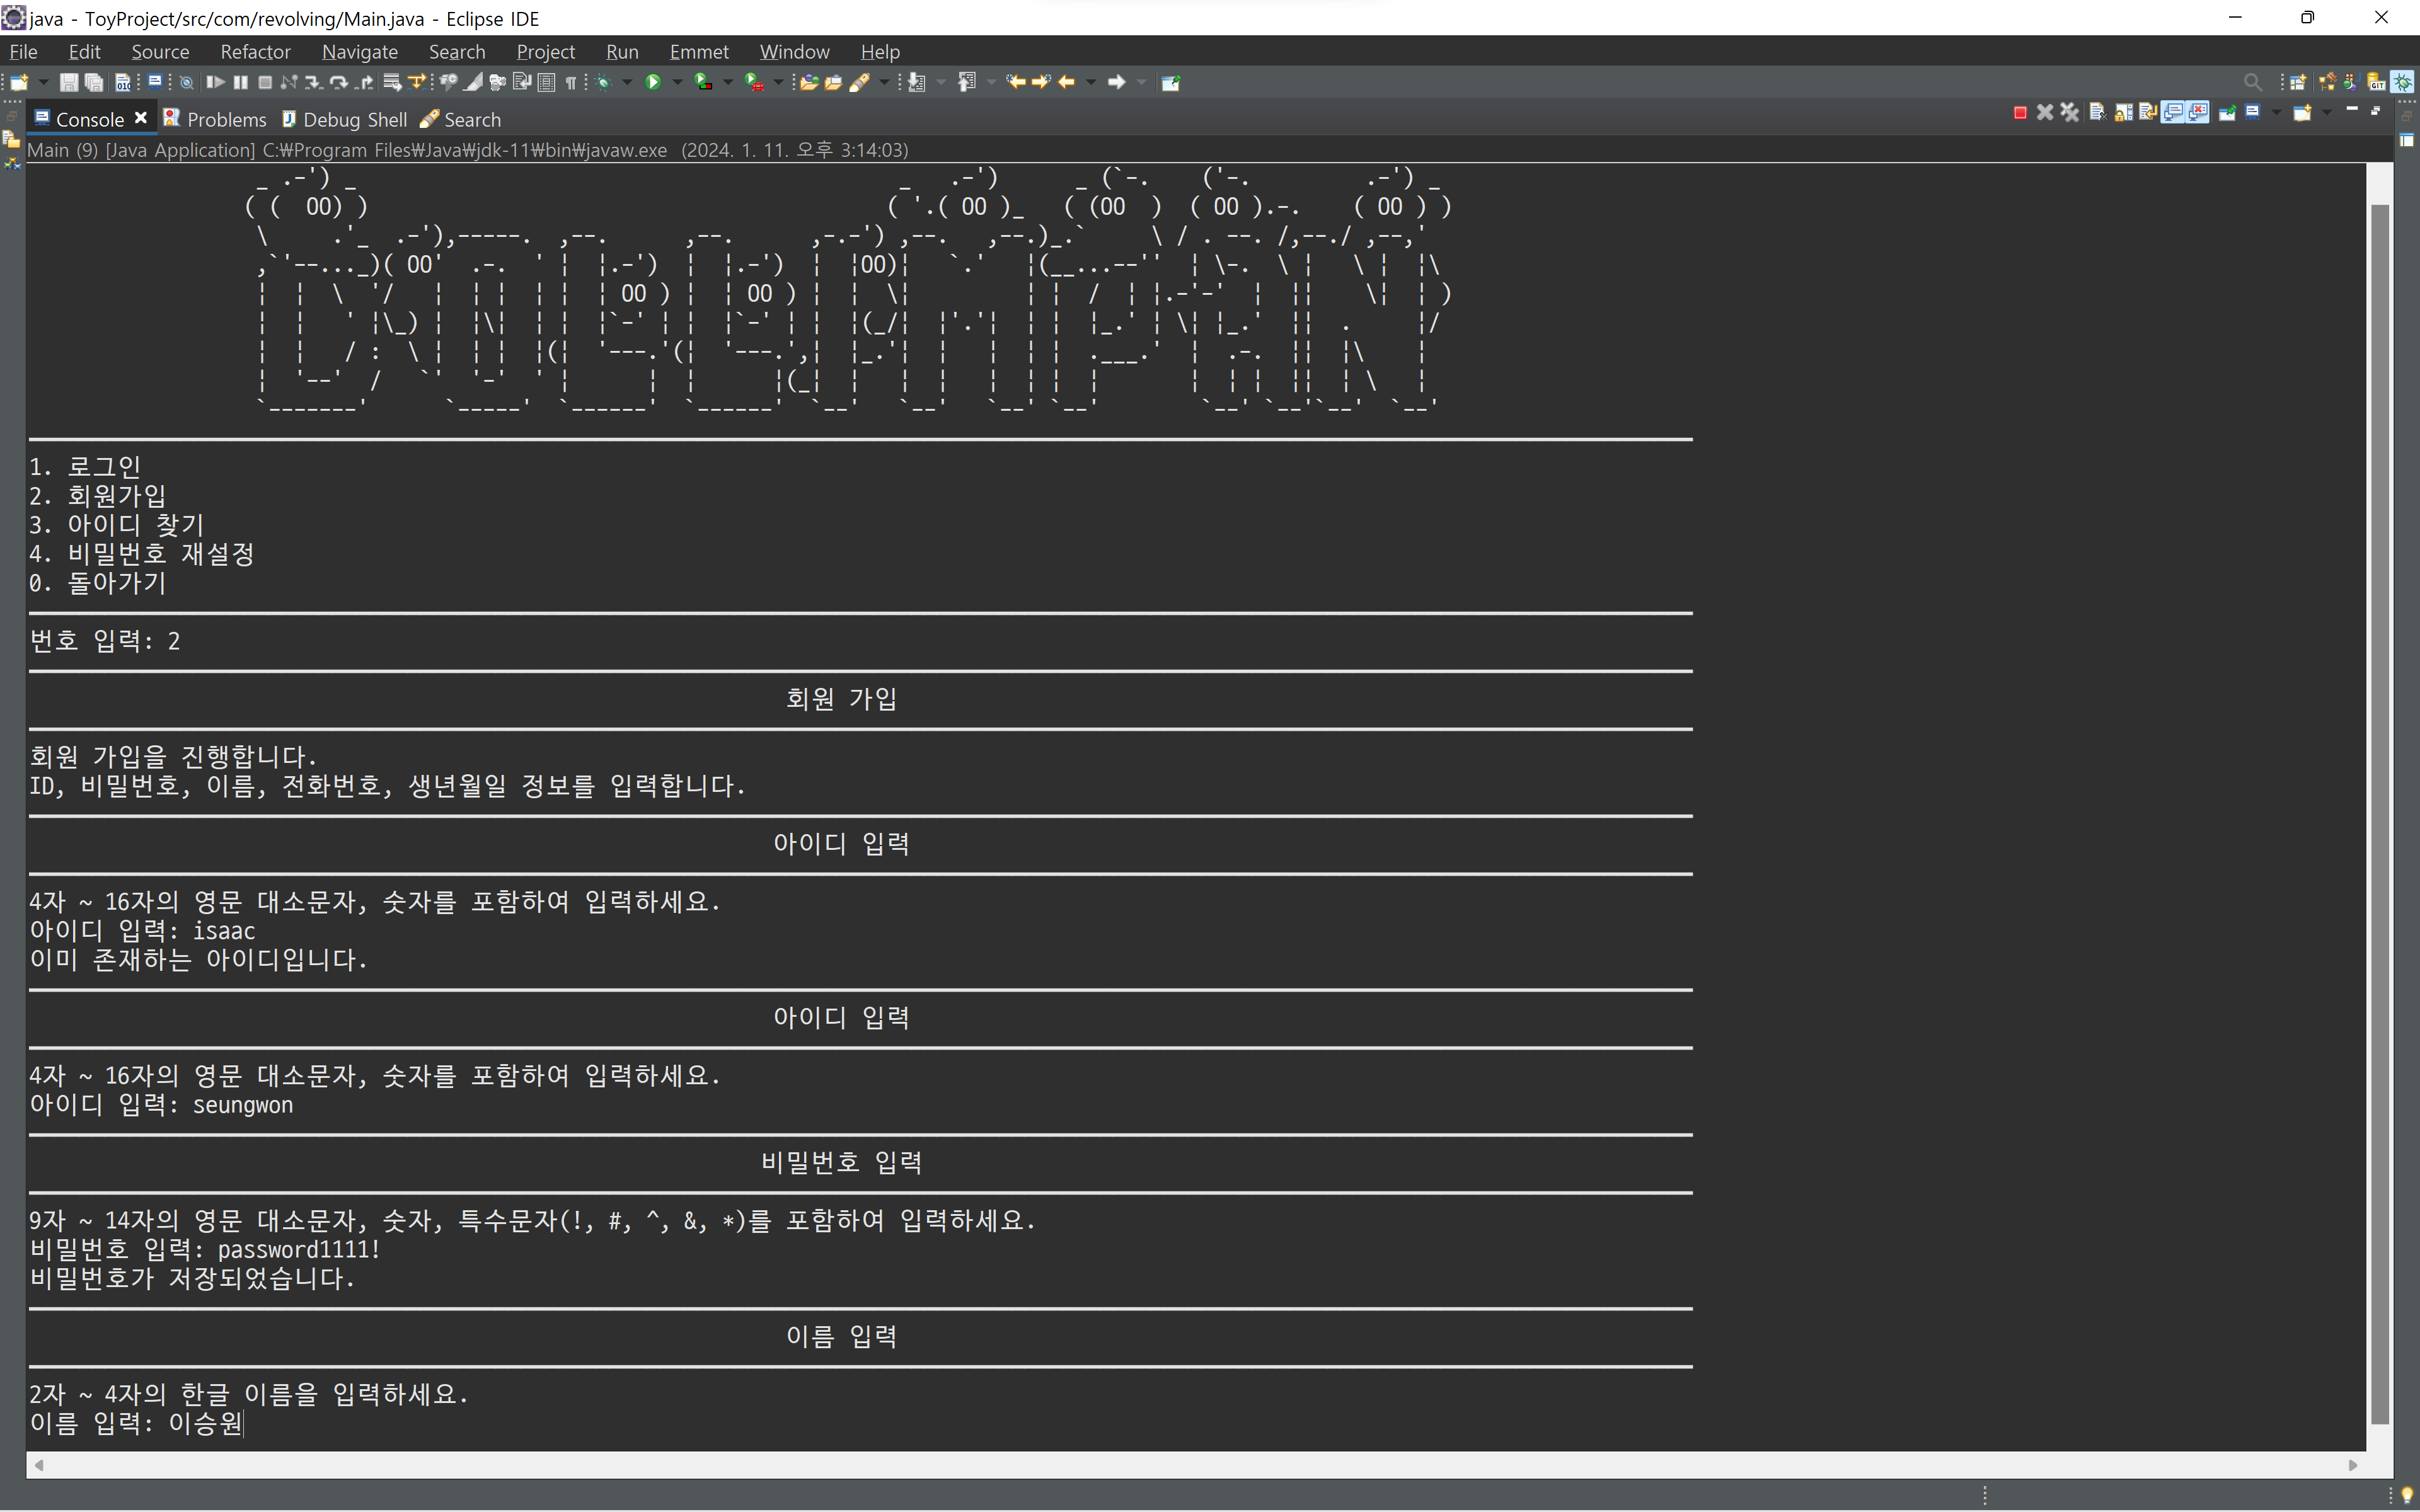 java - ToyProject/src/com/revolving/Main.java - Eclipse IDE
File Edit Source Refactor Navigate Search Project Run Emmet Window Help
Console Problems Debug Shell Search
Main (9) [Java Application] C:₩Program Files₩Java₩jdk-11₩bin₩javaw.exe (2024. 1. 11. 오후 3:14:03)
1. 로그인
2. 회원가입
3. 아이디 찾기
4. 비밀번호 재설정
0. 돌아가기
번호 입력: 2
회원 가입
회원 가입을 진행합니다.
ID, 비밀번호, 이름, 전화번호, 생년월일 정보를 입력합니다.
아이디 입력
4자 ~ 16자의 영문 대소문자, 숫자를 포함하여 입력하세요.
아이디 입력: isaac
이미 존재하는 아이디입니다.
아이디 입력
4자 ~ 16자의 영문 대소문자, 숫자를 포함하여 입력하세요.
아이디 입력: seungwon
비밀번호 입력
9자 ~ 14자의 영문 대소문자, 숫자, 특수문자(!, #, ^, &, *)를 포함하여 입력하세요.
비밀번호 입력: password1111!
비밀번호가 저장되었습니다.
이름 입력
2자 ~ 4자의 한글 이름을 입력하세요.
이름 입력: 이승원